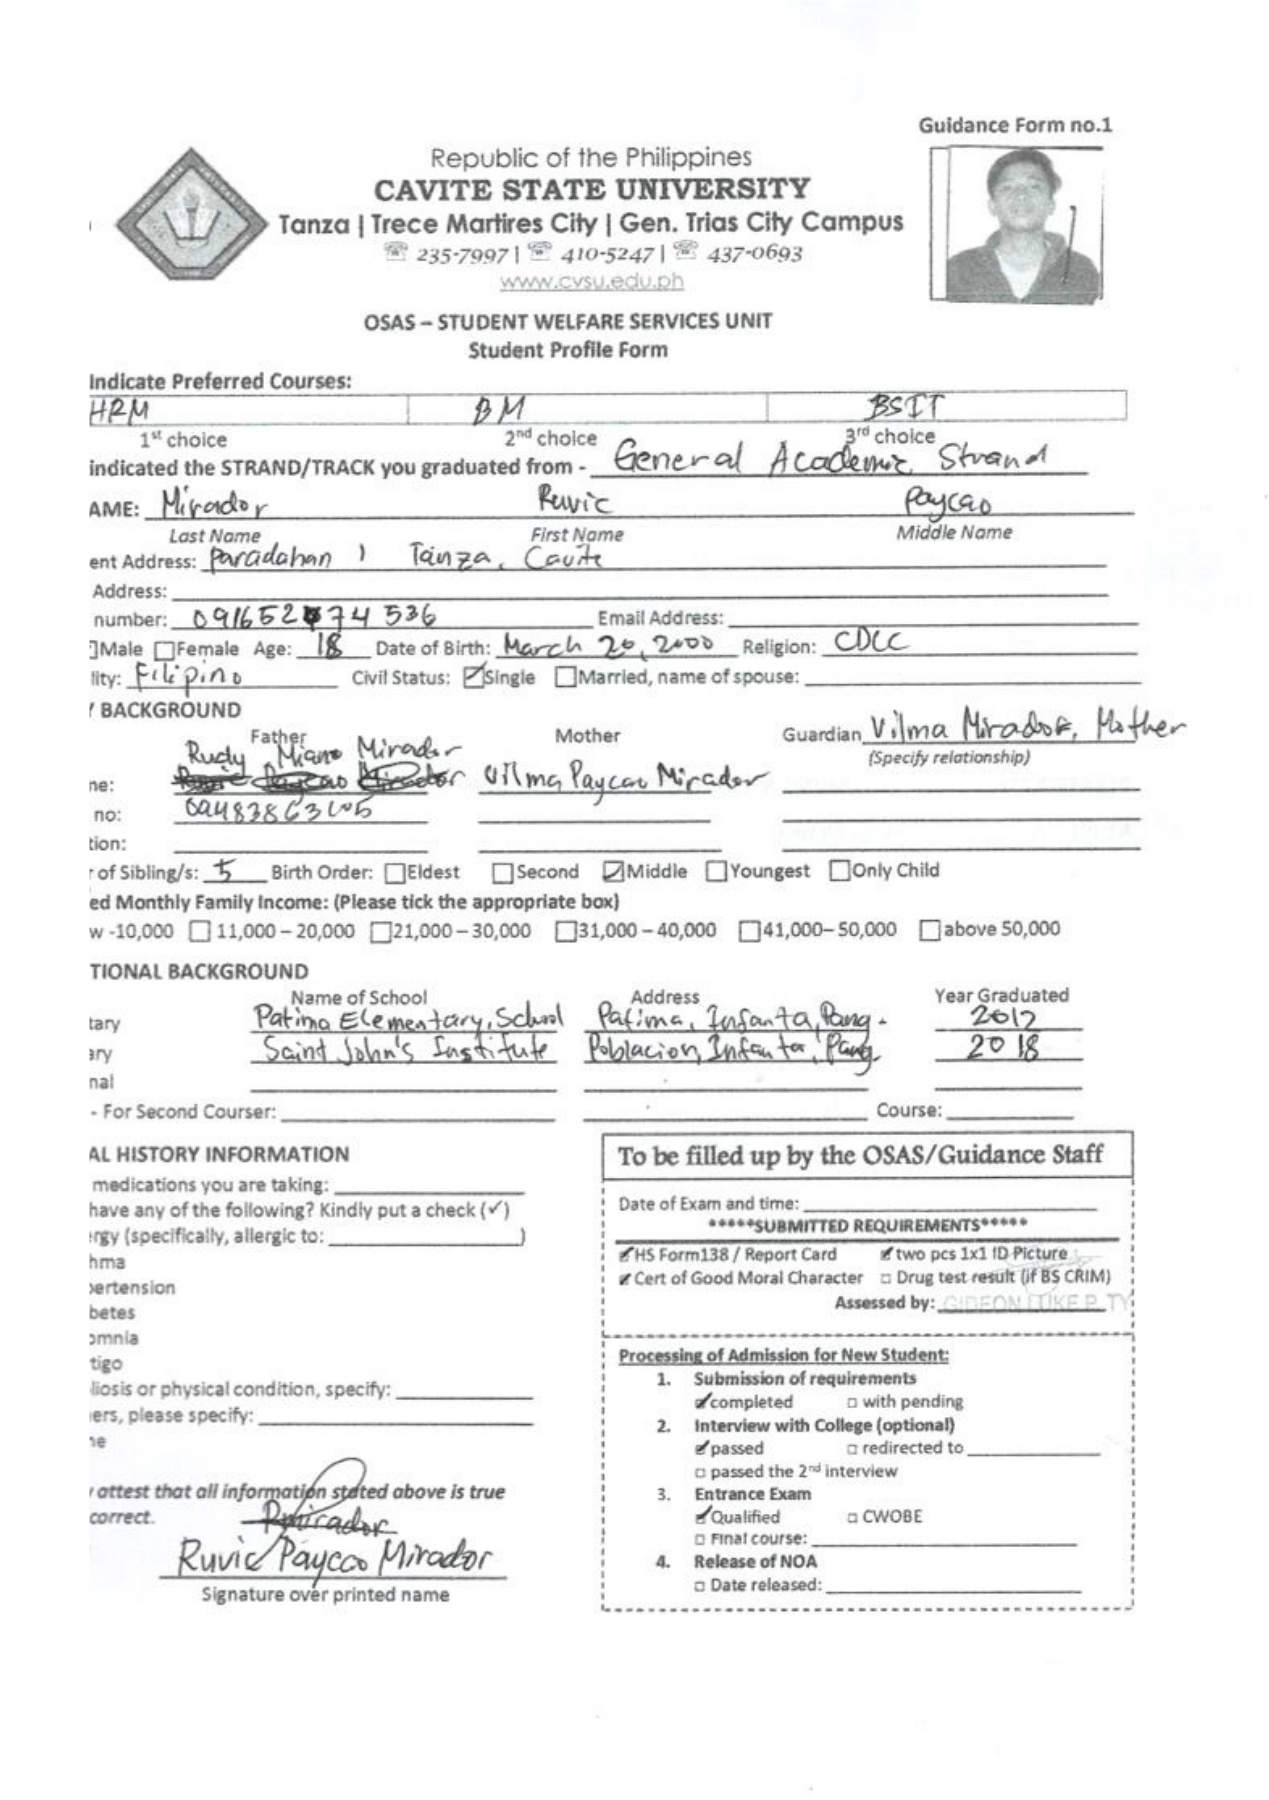 Guidance Form no.1
Republic of the Philippines
CAVITE STATE UNIVERSITY
Tanza | Trece Martires City | Gen. Trias City Campus
☏ 235-7997 | ☏ 410-5247 | ☏ 437-0693
www.cvsu.edu.ph
OSAS – STUDENT WELFARE SERVICES UNIT
Student Profile Form
Indicate Preferred Courses:
HRM BM BSIT
1st choice 2nd choice 3rd choice
indicated the STRAND/TRACK you graduated from - General Academic Strand
AME: Mirador Ruvic Paycao
Last Name First Name Middle Name
ent Address: Paradahan 1 Tanza, Cavite
Address:
number: 09165274536 Email Address:
Male ☐Female Age: 18 Date of Birth: March 20, 2000 Religion: CDCC
lity: Filipino Civil Status: ☑Single ☐Married, name of spouse:
BACKGROUND
Father Mother Guardian Vilma Mirador, Mother
(Specify relationship)
Rudy Miano Mirador
ne: Vilma Paycao Mirador
no:
tion:
r of Sibling/s: 5 Birth Order: ☐Eldest ☐Second ☑Middle ☐Youngest ☐Only Child
ed Monthly Family Income: (Please tick the appropriate box)
w -10,000 ☐ 11,000 – 20,000 ☐21,000 – 30,000 ☐31,000 – 40,000 ☐41,000– 50,000 ☐above 50,000
TIONAL BACKGROUND
Name of School Address Year Graduated
tary Patima Elementary School Patima, Infanta, Pang. 2012
ary Saint John's Institute Poblacion, Infanta, Pang. 2018
nal
- For Second Courser: Course:
AL HISTORY INFORMATION
medications you are taking:
have any of the following? Kindly put a check (✓)
rgy (specifically, allergic to: )
hma
pertension
betes
omnia
tigo
liosis or physical condition, specify:
ers, please specify:
ne
attest that all information stated above is true
correct.
Rmirador
Ruvic Paycao Mirador
Signature over printed name
To be filled up by the OSAS/Guidance Staff
Date of Exam and time:
*****SUBMITTED REQUIREMENTS*****
☑HS Form138 / Report Card ☑two pcs 1x1 ID Picture
☑Cert of Good Moral Character ☐ Drug test result (if BS CRIM)
Assessed by: GIDEON LUKE P. TY
Processing of Admission for New Student:
1. Submission of requirements
☑completed ☐ with pending
2. Interview with College (optional)
☑passed ☐ redirected to
☐ passed the 2nd interview
3. Entrance Exam
☑Qualified ☐ CWOBE
☐ Final course:
4. Release of NOA
☐ Date released: